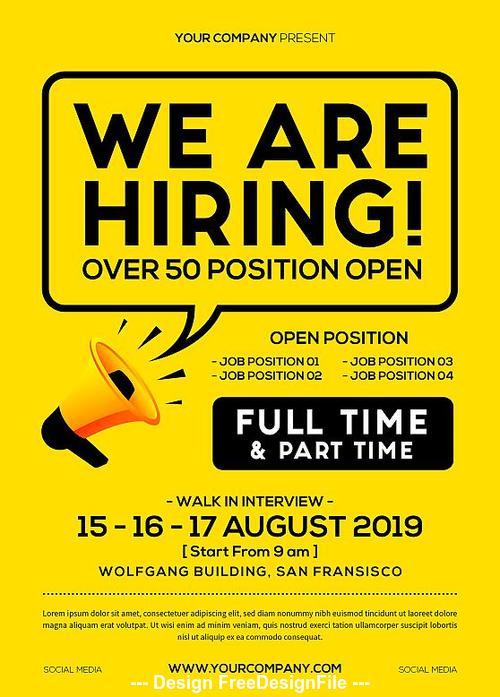 YOUR COMPANY PRESENT
WE ARE
HIRING!
OVER 50 POSITION OPEN
OPEN POSITION
- JOB POSITION 01 - JOB POSITION 03
- JOB POSITION 02 - JOB POSITION 04
FULL TIME
& PART TIME
- WALK IN INTERVIEW -
15 - 16 - 17 AUGUST 2019
[ Start From 9 am ]
WOLFGANG BUILDING, SAN FRANSISCO
Lorem ipsum dolor sit amet, consectetuer adipiscing elit, sed diam nonummy nibh euismod tincidunt ut laoreet dolore
magna aliquam erat volutpat. Ut wisi enim ad minim veniam, quis nostrud exerci tation ullamcorper suscipit lobortis
nisl ut aliquip ex ea commodo consequat.
SOCIAL MEDIA WWW.YOURCOMPANY.COM SOCIAL MEDIA
--- Design FreeDesignFile ---